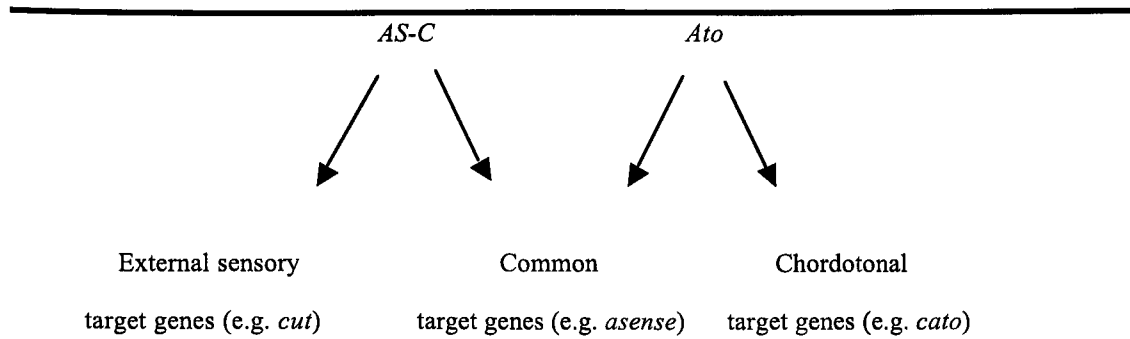 AS-C Ato
External sensory Common Chordotonal
target genes (e.g. cut) target genes (e.g. asense) target genes (e.g. cato)